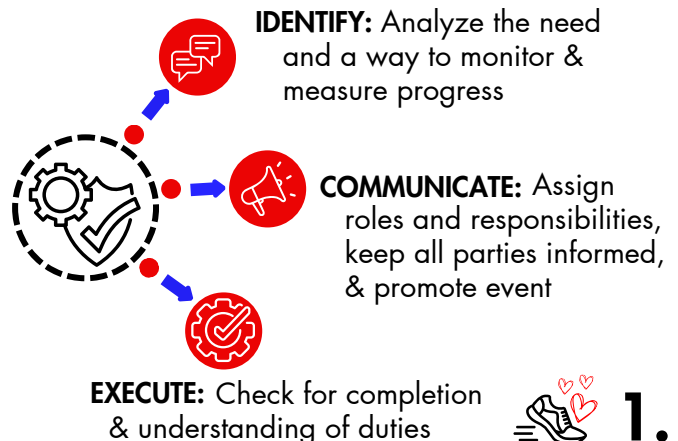 IDENTIFY: Analyze the need
and a way to monitor &
measure progress
COMMUNICATE: Assign
roles and responsibilities,
keep all parties informed,
& promote event
EXECUTE: Check for completion
& understanding of duties
1.